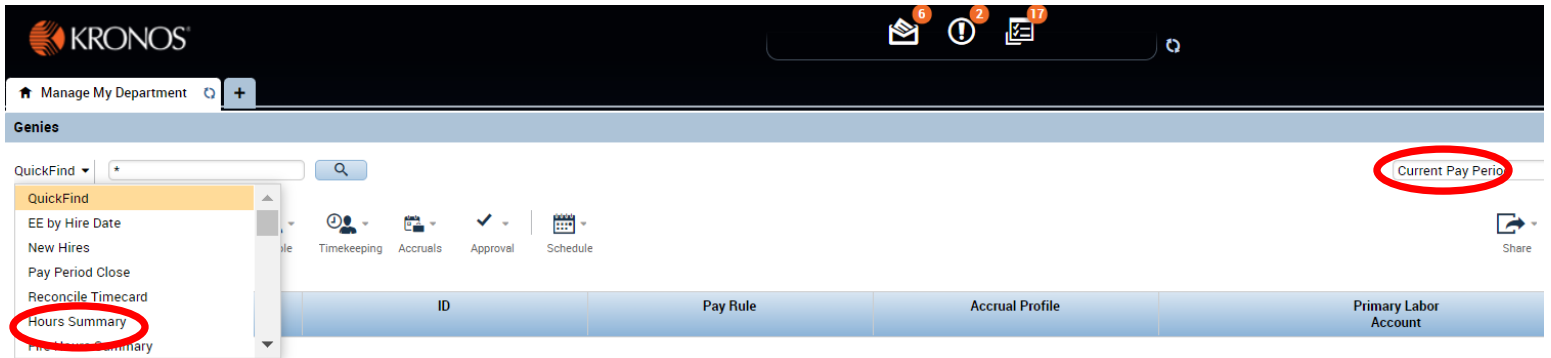 KRONOS
6 2 17
Manage My Department +
Genies
QuickFind * Current Pay Perio
QuickFind
EE by Hire Date
New Hires
Pay Period Close
Reconcile Timecard
Hours Summary
Hours Summary
Timekeeping Accruals Approval Schedule Share
ID Pay Rule Accrual Profile Primary Labor
Account